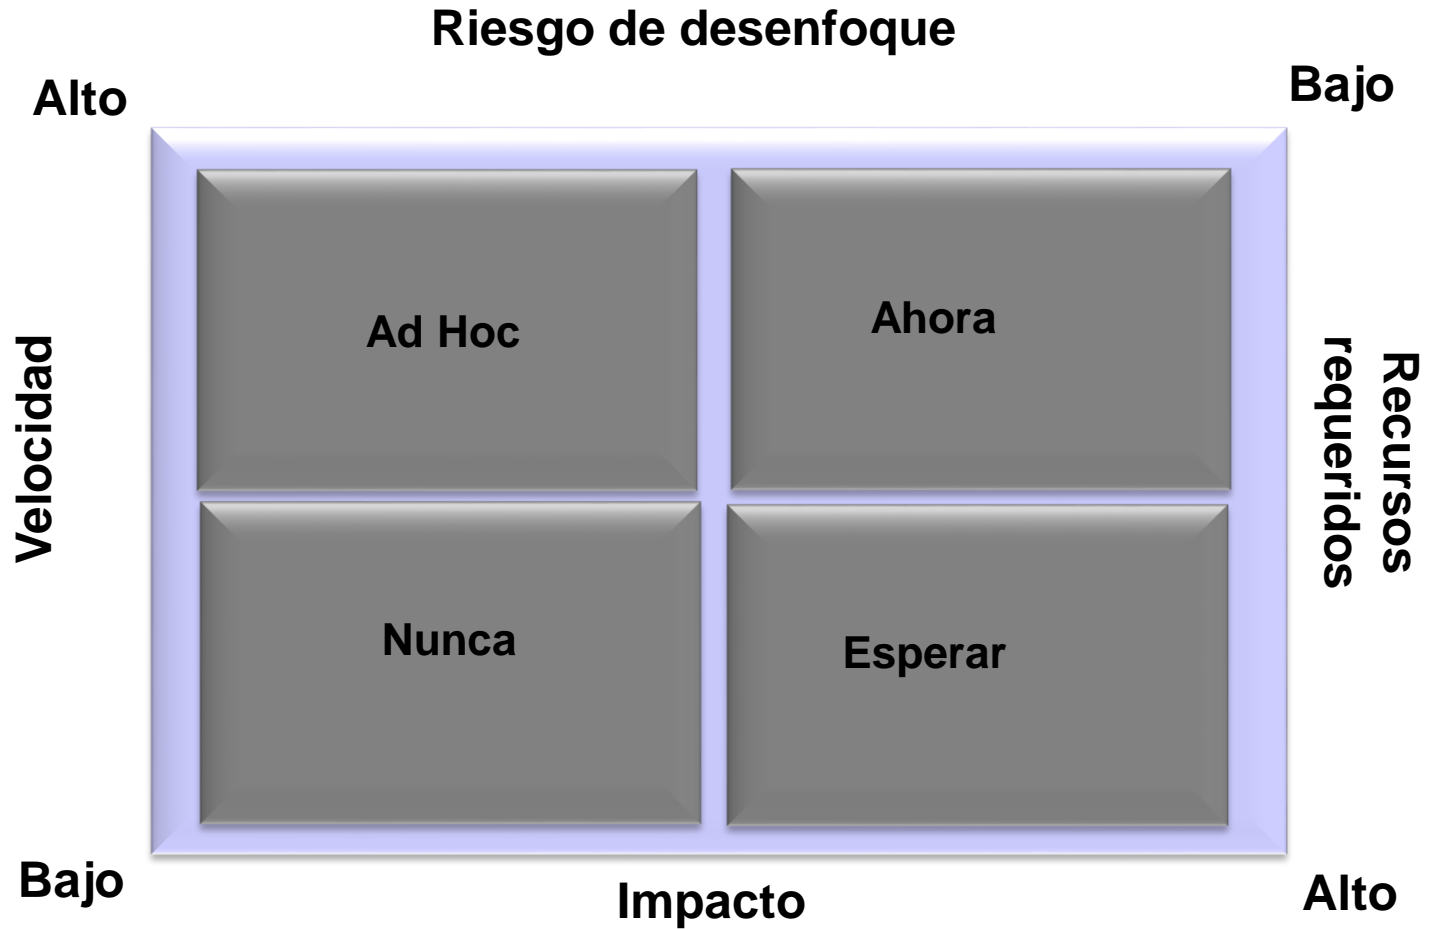 Riesgo de desenfoque
Alto
Bajo
Ad Hoc
Ahora
Velocidad
Recursos
requeridos
Nunca
Esperar
Bajo
Impacto
Alto